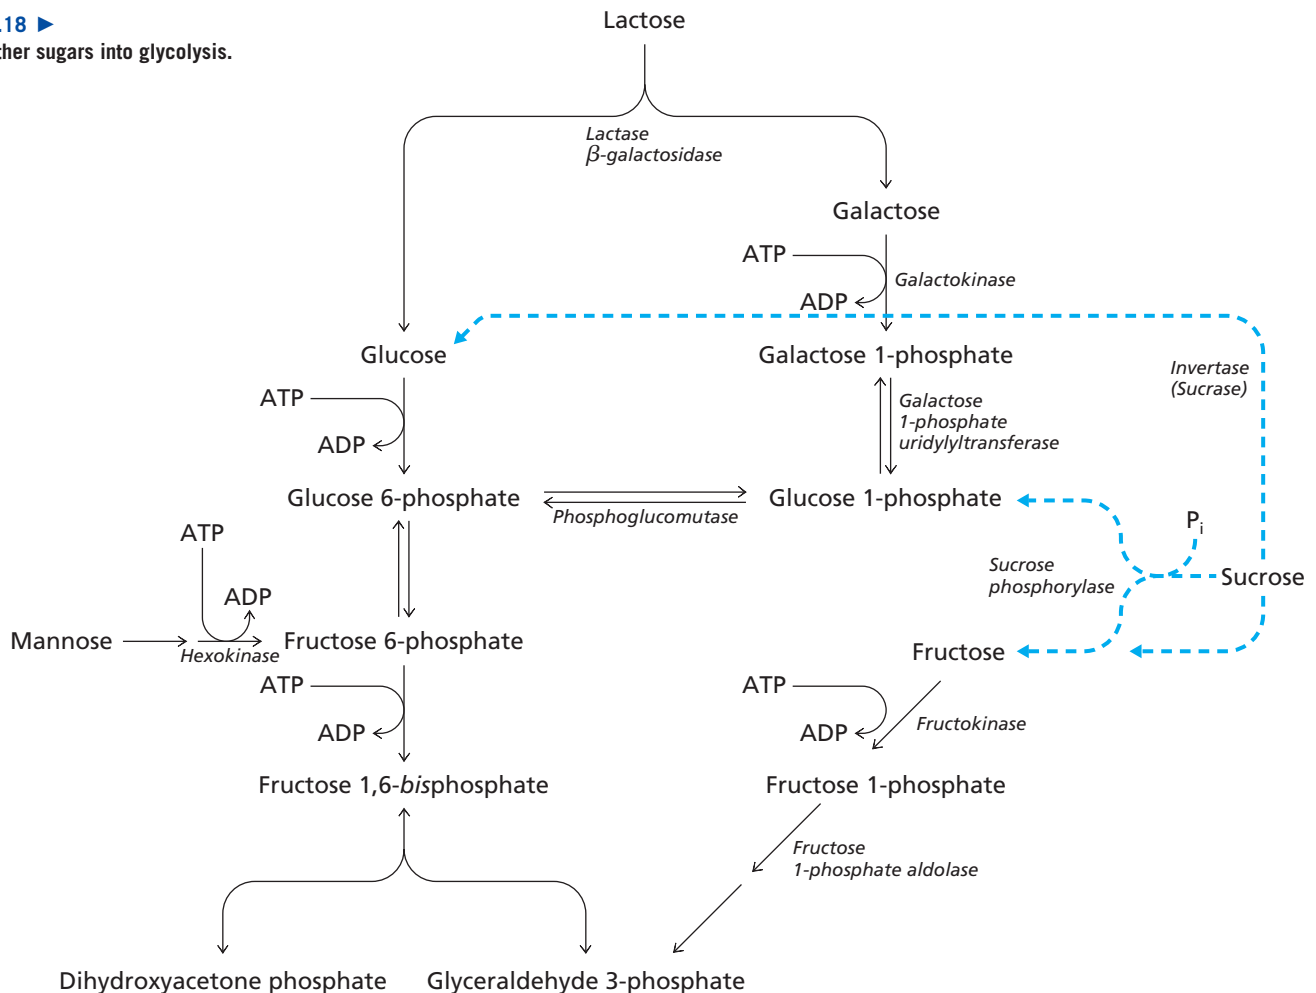 .18 ►
ther sugars into glycolysis.
Lactose
Lactase
β-galactosidase
Galactose
ATP
Galactokinase
ADP
Glucose
Galactose 1-phosphate
Invertase
(Sucrase)
ATP
ADP
Galactose
1-phosphate
uridylyltransferase
Glucose 6-phosphate
Phosphoglucomutase
Glucose 1-phosphate
Pi
Sucrose
phosphorylase
Sucrose
ATP
ADP
Mannose
Hexokinase
Fructose 6-phosphate
Fructose
ATP
ADP
ATP
ADP
Fructokinase
Fructose 1,6-bisphosphate
Fructose 1-phosphate
Fructose
1-phosphate aldolase
Dihydroxyacetone phosphate
Glyceraldehyde 3-phosphate